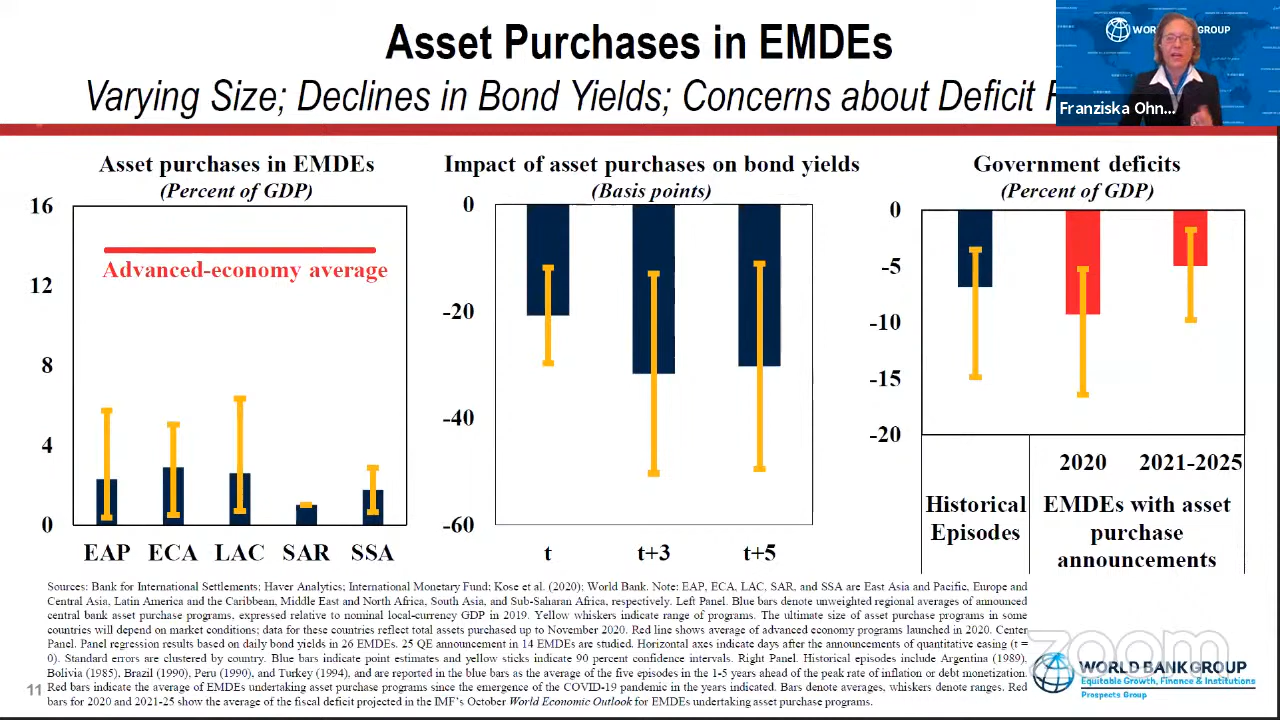 Asset Purchases in EMDEs
Varying Size; Declines in Bond Yields; Concerns about Deficit
WORLD BANK GROUP
Franziska Ohn...
Asset purchases in EMDEs
(Percent of GDP)
16
12
8
4
0
Advanced-economy average
EAP ECA LAC SAR SSA
Impact of asset purchases on bond yields
(Basis points)
0
-20
-40
-60
t t+3 t+5
Government deficits
(Percent of GDP)
0
-5
-10
-15
-20
2020 2021-2025
Historical
Episodes
EMDEs with asset
purchase
announcements
Sources: Bank for International Settlements; Haver Analytics; International Monetary Fund; Kose et al. (2020); World Bank. Note: EAP, ECA, LAC, SAR, and SSA are East Asia and Pacific, Europe and
Central Asia, Latin America and the Caribbean, Middle East and North Africa, South Asia, and Sub-Saharan Africa, respectively. Left Panel. Blue bars denote unweighted regional averages of announced
central bank asset purchase programs, expressed relative to nominal local-currency GDP in 2019. Yellow whiskers indicate range of programs. The ultimate size of asset purchase programs in some
countries will depend on market conditions; data for these countries reflect total assets purchased up to November 2020. Red line shows average of advanced economy programs launched in 2020. Center
Panel. Panel regression results based on daily bond yields in 26 EMDEs. 25 QE announcement in 14 EMDEs are studied. Horizontal axes indicate days after the announcements of quantitative easing (t =
0). Standard errors are clustered by country. Blue bars indicate point estimates and yellow sticks indicate 90 percent confidence intervals. Right Panel. Historical episodes include Argentina (1989),
Bolivia (1985), Brazil (1990), Peru (1990), and Turkey (1994), and are reported in the blue bars as the average of the five episodes in the 1-5 years ahead of the peak rate of inflation or debt monetization.
Red bars indicate the average of EMDEs undertaking asset purchase programs since the emergence of the COVID-19 pandemic in the years indicated. Bars denote averages, whiskers denote ranges. Red
bars for 2020 and 2021-25 show the average of the fiscal deficit projected in the IMF's October World Economic Outlook for EMDEs undertaking asset purchase programs.
11
zoom
WORLD BANK GROUP
Equitable Growth, Finance & Institutions
Prospects Group